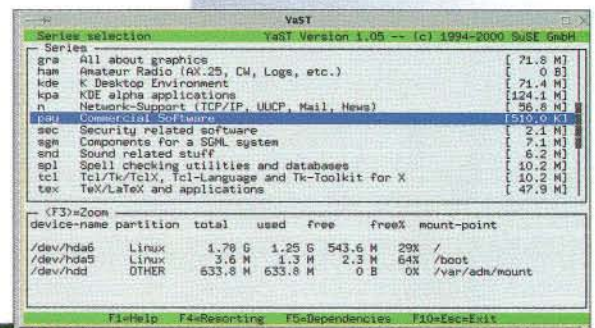 YaST
Series selection YaST Version 1.05 -- (c) 1994-2000 SuSE GmbH
Series
gra All about graphics [ 71.8 M]
ham Amateur Radio (AX.25, CW, Logs, etc.) [ 0 B]
kde K Desktop Environment [ 71.4 M]
kpa KDE alpha applications [124.1 M]
n Network-Support (TCP/IP, UUCP, Mail, News) [ 56.8 M]
pay Commercial Software [510.0 K]
sec Security related software [ 2.1 M]
sgm Components for a SGML system [ 7.1 M]
snd Sound related stuff [ 6.2 M]
spl Spell checking utilities and databases [ 10.2 M]
tcl Tcl/Tk/TclX, Tcl-Language and Tk-Toolkit for X [ 10.2 M]
tex TeX/LaTeX and applications [ 47.9 M]
<F3>=Zoom
device-name partition total used free free% mount-point
/dev/hda6 Linux 1.78 G 1.25 G 543.6 M 29% /
/dev/hda5 Linux 3.6 M 1.3 M 2.3 M 64% /boot
/dev/hdd OTHER 633.8 M 633.8 M 0 B 0% /var/adm/mount
F1=Help F4=Resorting F5=Dependencies F10=Esc=Exit